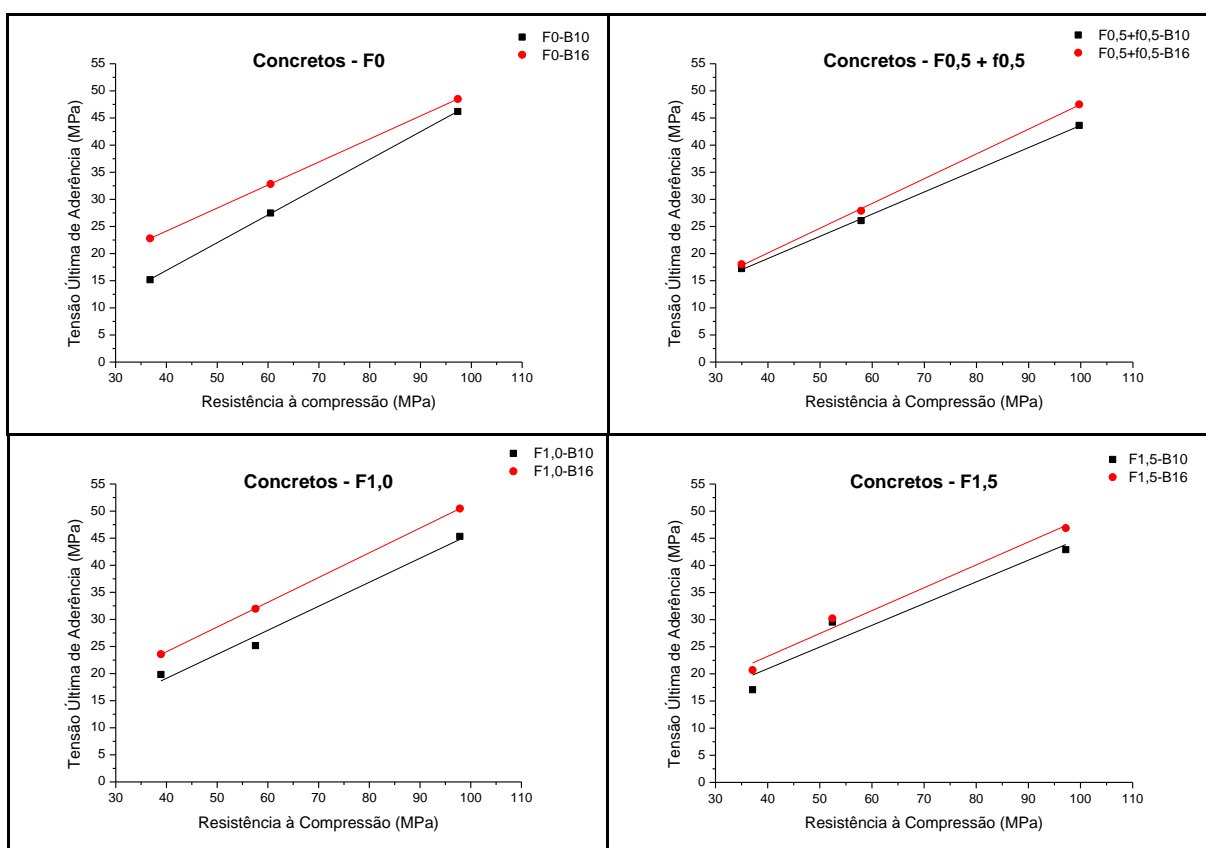 F0-B10
F0-B16
Concretos - F0
Tensão Última de Aderência (MPa)
55
50
45
40
35
30
25
20
15
10
5
0
30 40 50 60 70 80 90 100 110
Resistência à compressão (MPa)
F0,5+f0,5-B10
F0,5+f0,5-B16
Concretos - F0,5 + f0,5
Tensão Última de Aderência (MPa)
55
50
45
40
35
30
25
20
15
10
5
0
30 40 50 60 70 80 90 100 110
Resistência à Compressão (MPa)
F1,0-B10
F1,0-B16
Concretos - F1,0
Tensão Última de Aderência (MPa)
55
50
45
40
35
30
25
20
15
10
5
0
30 40 50 60 70 80 90 100 110
Resistência à Compressão (MPa)
F1,5-B10
F1,5-B16
Concretos - F1,5
Tensão Última de Aderência (MPa)
55
50
45
40
35
30
25
20
15
10
5
0
30 40 50 60 70 80 90 100 110
Resistência à Compressão (MPa)